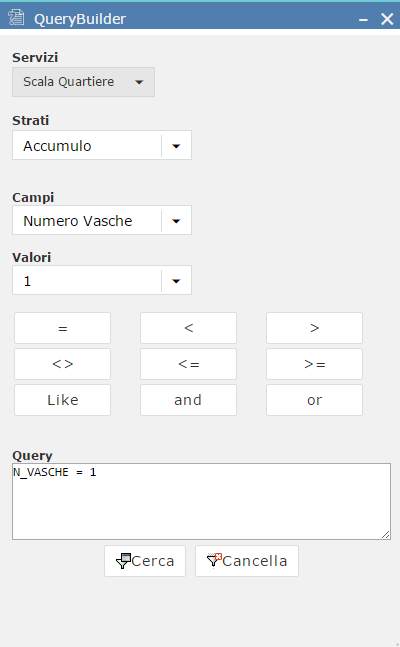 QueryBuilder
Servizi
Scala Quartiere
Strati
Accumulo
Campi
Numero Vasche
Valori
1
= < >
<> <= >=
Like and or
Query
N_VASCHE = 1
Cerca Cancella